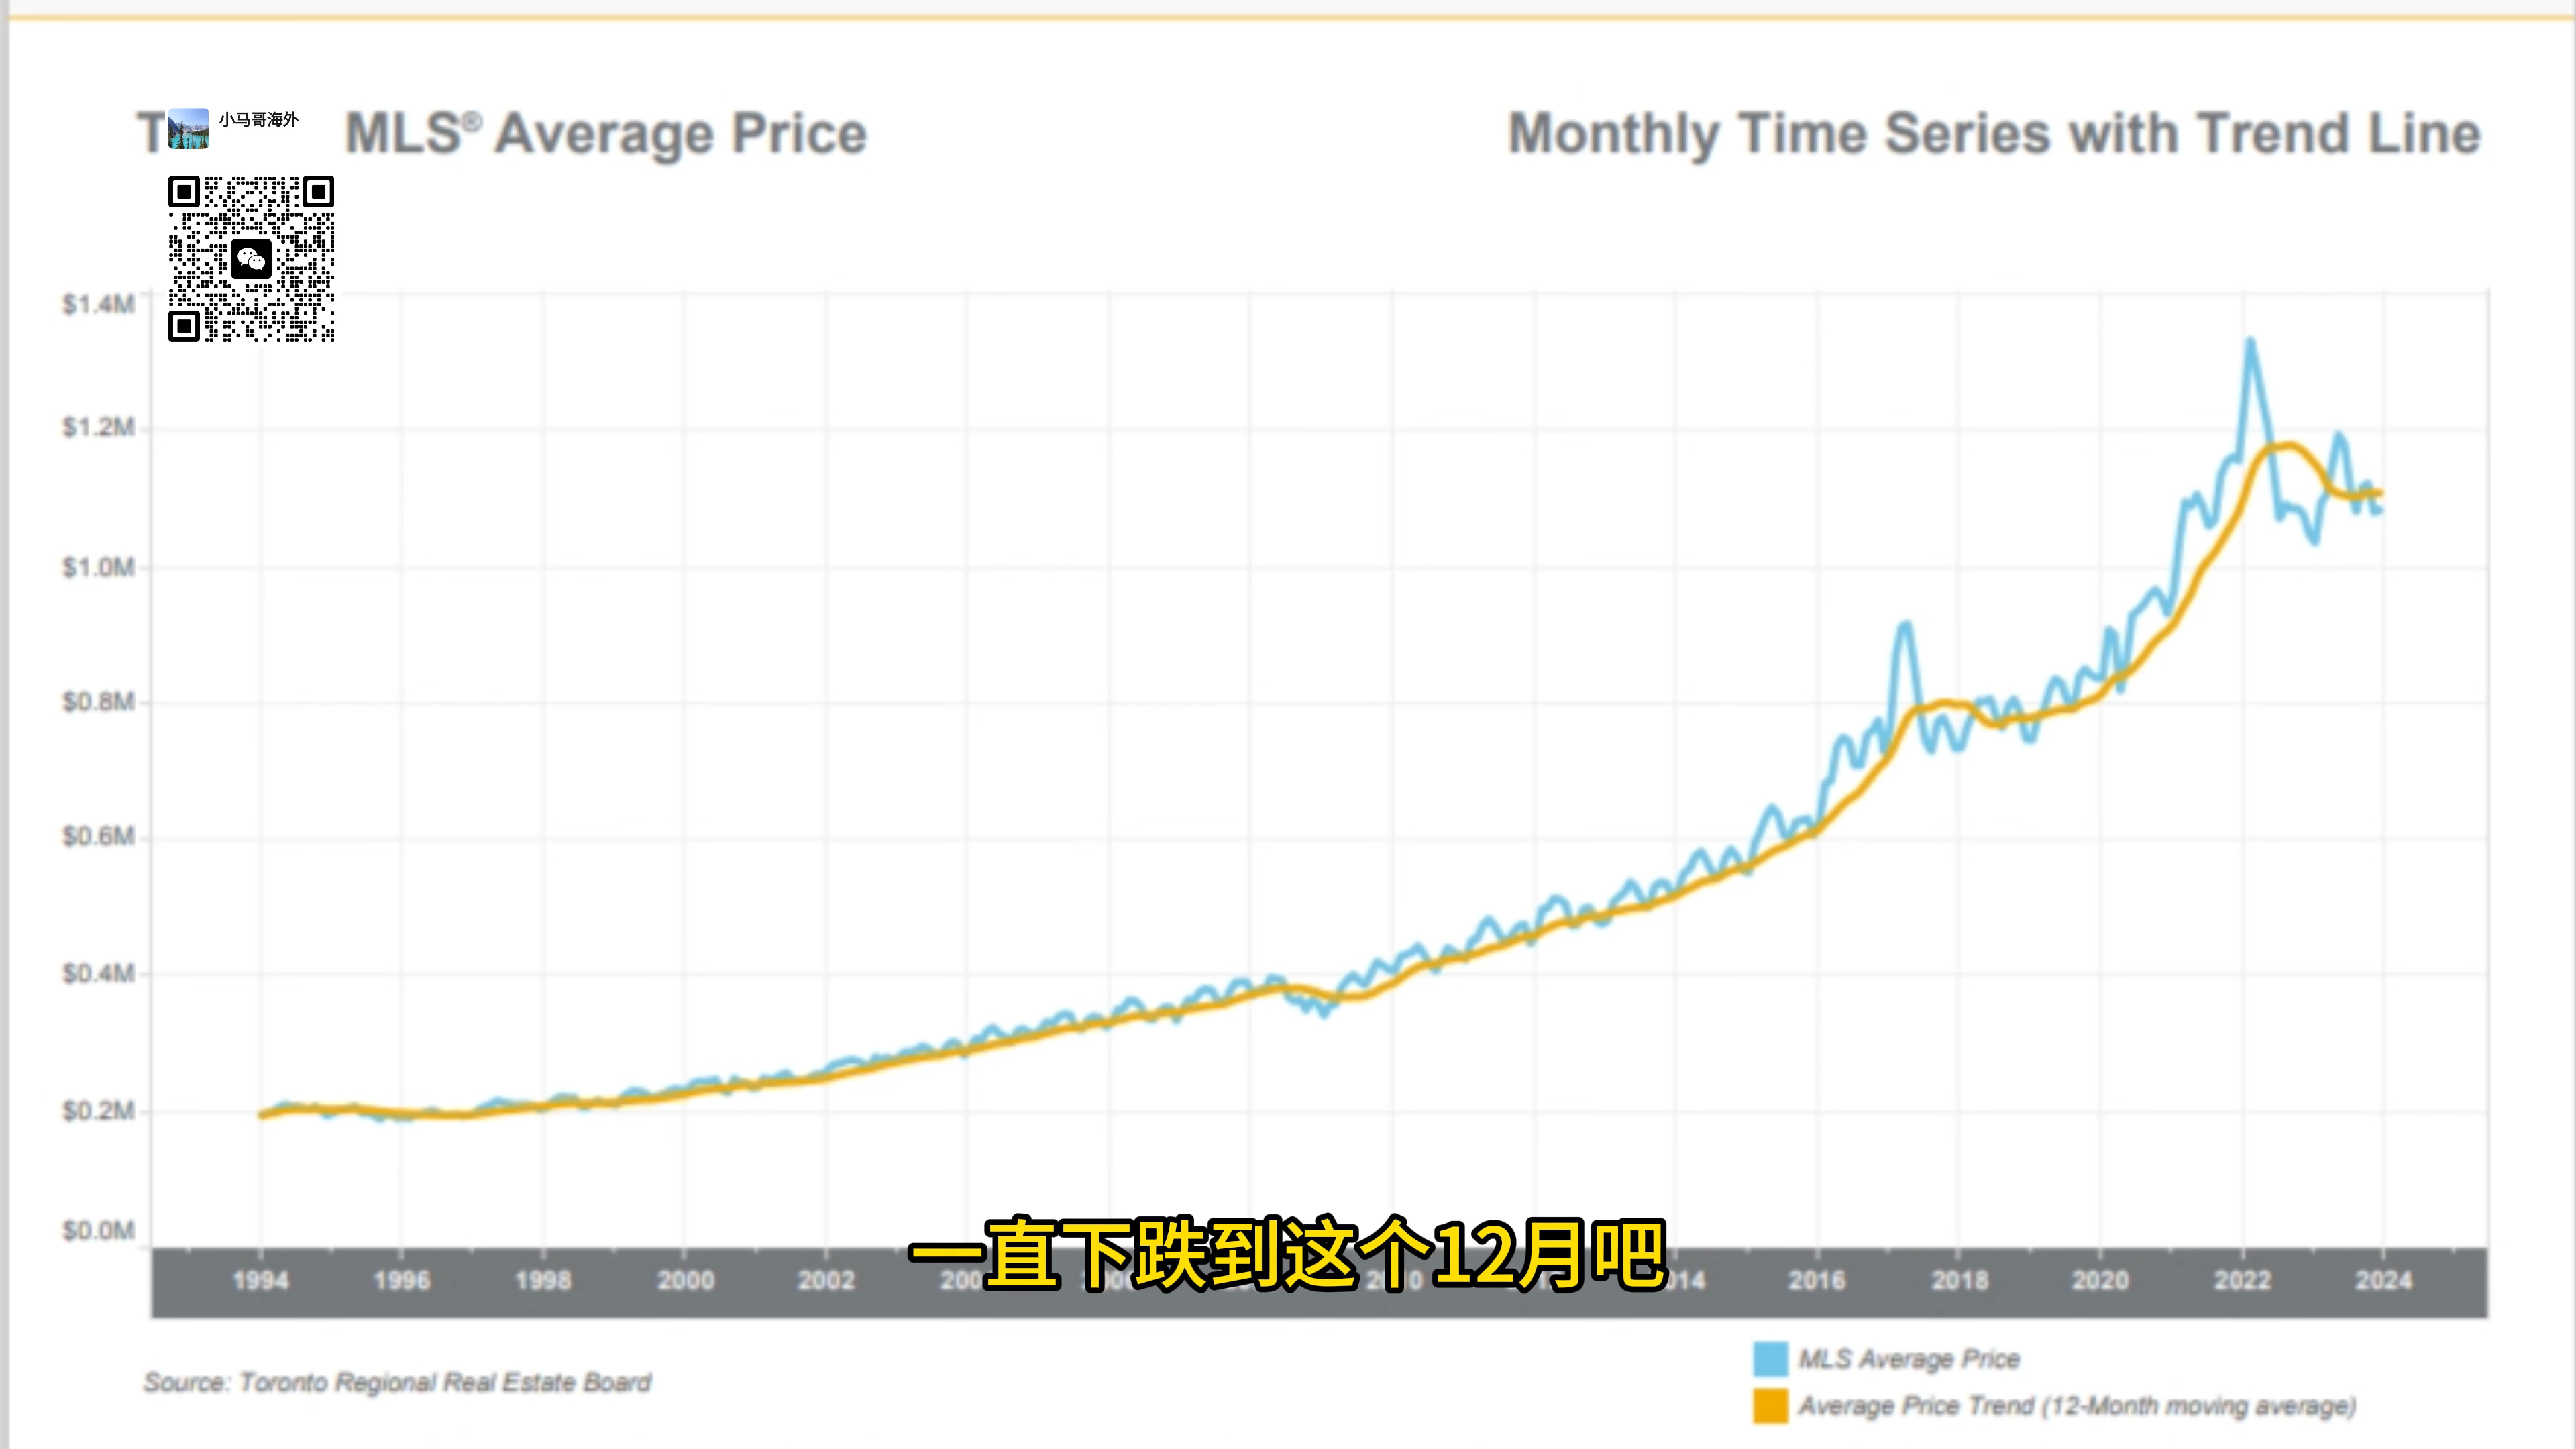 小马哥海外
MLS® Average Price
Monthly Time Series with Trend Line
$1.4M
$1.2M
$1.0M
$0.8M
$0.6M
$0.4M
$0.2M
$0.0M
一直下跌到这个12月吧
1994 1996 1998 2000 2002 2016 2018 2020 2022 2024
MLS Average Price
Source: Toronto Regional Real Estate Board
Average Price Trend (12-Month moving average)